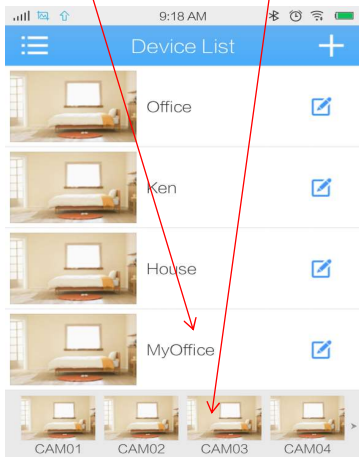 9:18 AM
Device List
Office
Ken
House
MyOffice
CAM01 CAM02 CAM03 CAM04